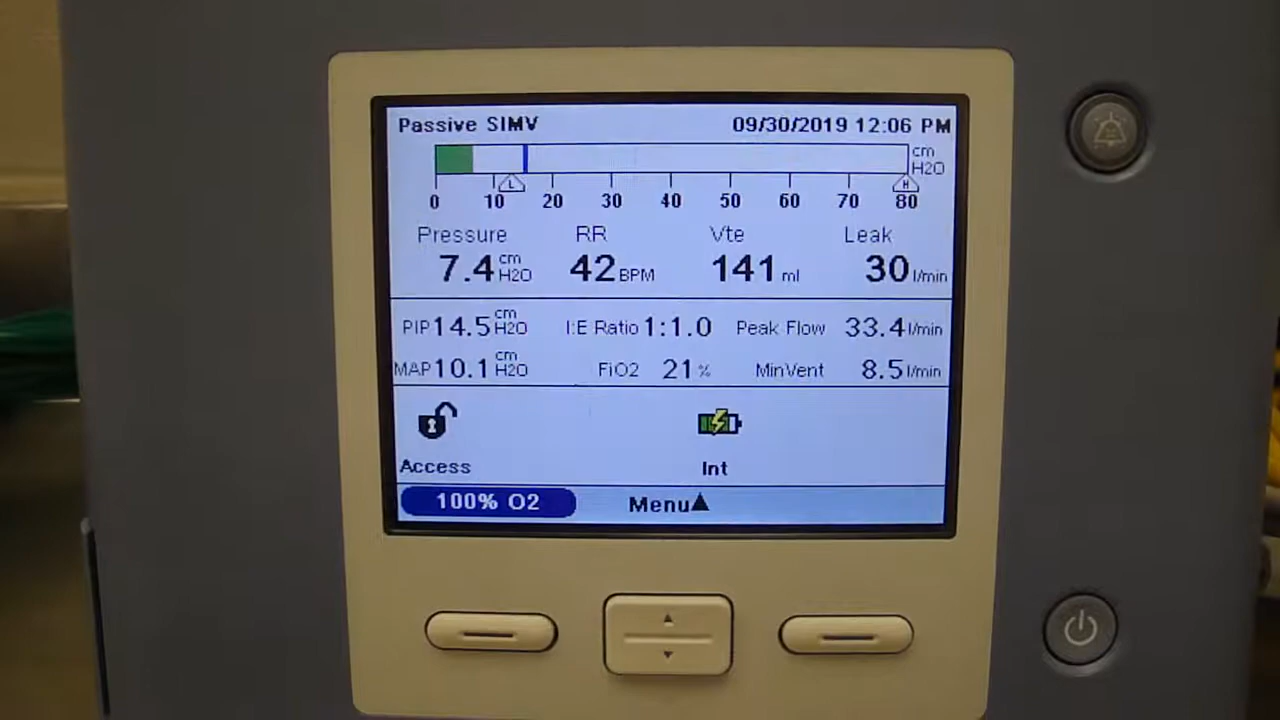 Passive SIMV 09/30/2019 12:06 PM
cm
H2O
L H
0 10 20 30 40 50 60 70 80
Pressure RR Vte Leak
7.4 cm H2O 42 BPM 141 ml 30 l/min
PIP 14.5 cm H2O I:E Ratio 1:1.0 Peak Flow 33.4 l/min
MAP 10.1 cm H2O FiO2 21 % MinVent 8.5 l/min
Access Int
100% O2 Menu▲